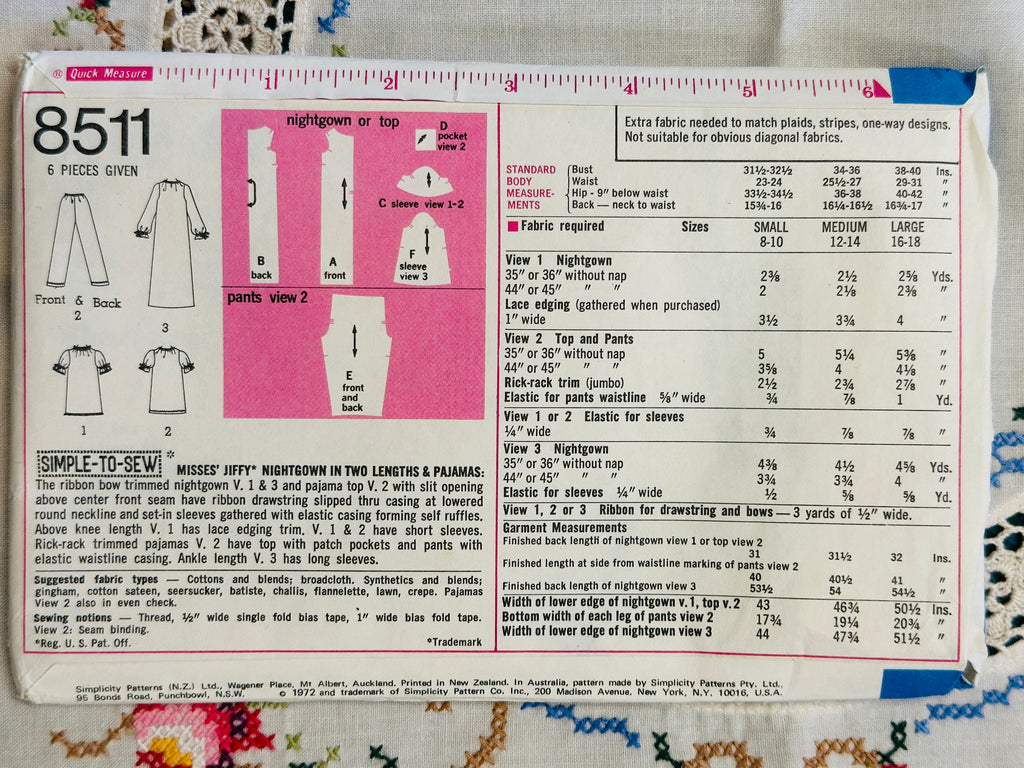 ® Quick Measure 1 2 3 4 5 6
8511
6 PIECES GIVEN
Front & Back
2
3
1
2
nightgown or top
D
pocket
view 2
C sleeve view 1-2
B
back
A
front
F
sleeve
view 3
pants view 2
E
front
and
back
SIMPLE-TO-SEW*
MISSES' JIFFY* NIGHTGOWN IN TWO LENGTHS & PAJAMAS:
The ribbon bow trimmed nightgown V. 1 & 3 and pajama top V. 2 with slit opening
above center front seam have ribbon drawstring slipped thru casing at lowered
round neckline and set-in sleeves gathered with elastic casing forming self ruffles.
Above knee length V. 1 has lace edging trim. V. 1 & 2 have short sleeves.
Rick-rack trimmed pajamas V. 2 have top with patch pockets and pants with
elastic waistline casing. Ankle length V. 3 has long sleeves.
Suggested fabric types — Cottons and blends; broadcloth. Synthetics and blends;
gingham, cotton sateen, seersucker, batiste, challis, flannelette, lawn, crepe. Pajamas
View 2 also in even check.
Sewing notions — Thread, ½" wide single fold bias tape, 1" wide bias fold tape.
View 2: Seam binding.
*Reg. U. S. Pat. Off. *Trademark
Extra fabric needed to match plaids, stripes, one-way designs.
Not suitable for obvious diagonal fabrics.
STANDARD Bust 31½-32½ 34-36 38-40 Ins.
BODY Waist 23-24 25½-27 29-31 "
MEASURE- Hip - 9" below waist 33½-34½ 36-38 40-42 "
MENTS Back — neck to waist 15¾-16 16¼-16½ 16¾-17 "
Fabric required Sizes SMALL MEDIUM LARGE
8-10 12-14 16-18
View 1 Nightgown
35" or 36" without nap 2⅜ 2½ 2⅝ Yds.
44" or 45" " " 2 2⅛ 2⅜ "
Lace edging (gathered when purchased)
1" wide 3½ 3¾ 4 "
View 2 Top and Pants
35" or 36" without nap 5 5¼ 5⅜ "
44" or 45" " " 3⅝ 4 4⅛ "
Rick-rack trim (jumbo) 2½ 2¾ 2⅞ "
Elastic for pants waistline ⅝" wide ¾ ⅞ 1 Yd.
View 1 or 2 Elastic for sleeves
¼" wide ¾ ⅞ ⅞ "
View 3 Nightgown
35" or 36" without nap 4⅜ 4½ 4⅝ Yds.
44" or 45" " " 3¾ 3¾ 4 "
Elastic for sleeves ¼" wide ½ ⅝ ⅝ Yd.
View 1, 2 or 3 Ribbon for drawstring and bows — 3 yards of ½" wide.
Garment Measurements
Finished back length of nightgown view 1 or top view 2
31 31½ 32 Ins.
Finished length at side from waistline marking of pants view 2
40 40½ 41 "
Finished back length of nightgown view 3 53½ 54 54½ "
Width of lower edge of nightgown v. 1, top v. 2 43 46¾ 50½ Ins.
Bottom width of each leg of pants view 2 17¾ 19¼ 20¾ "
Width of lower edge of nightgown view 3 44 47¾ 51½ "
Simplicity Patterns (N.Z.) Ltd., Wagener Place, Mt Albert, Auckland. Printed in New Zealand. In Australia, pattern made by Simplicity Patterns Pty. Ltd.,
95 Bonds Road, Punchbowl, N.S.W. © 1972 and trademark of Simplicity Pattern Co. Inc., 200 Madison Avenue, New York, N.Y. 10016, U.S.A.